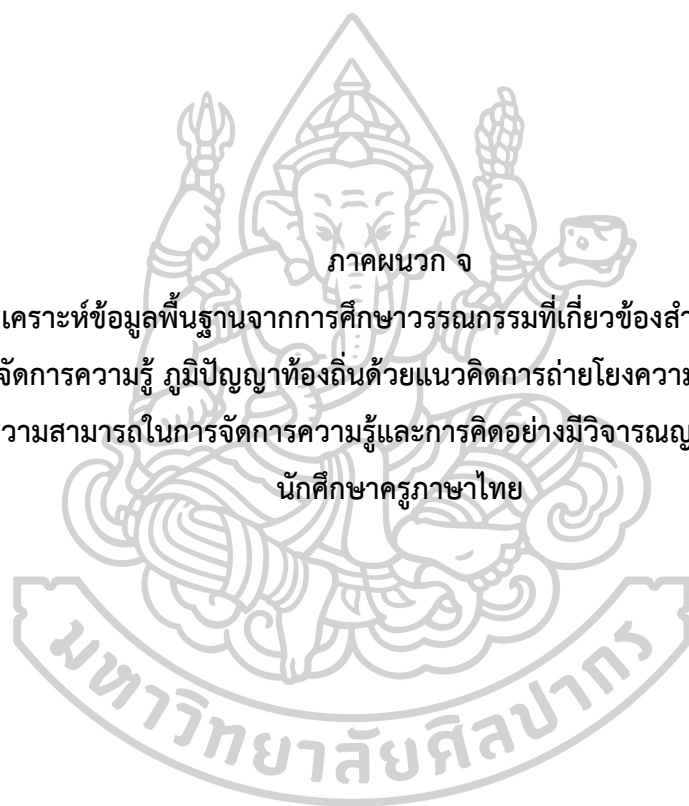 ภาคผนวก จ
เคราะห์ข้อมูลพื้นฐานจากการศึกษาวรรณกรรมที่เกี่ยวข้องสำ
จัดการความรู้ ภูมิปัญญาท้องถิ่นด้วยแนวคิดการถ่ายโยงความ
วามสามารถในการจัดการความรู้และการคิดอย่างมีวิจารณญ
นักศึกษาครูภาษาไทย
มหาวิทยาลัยศิลปากร